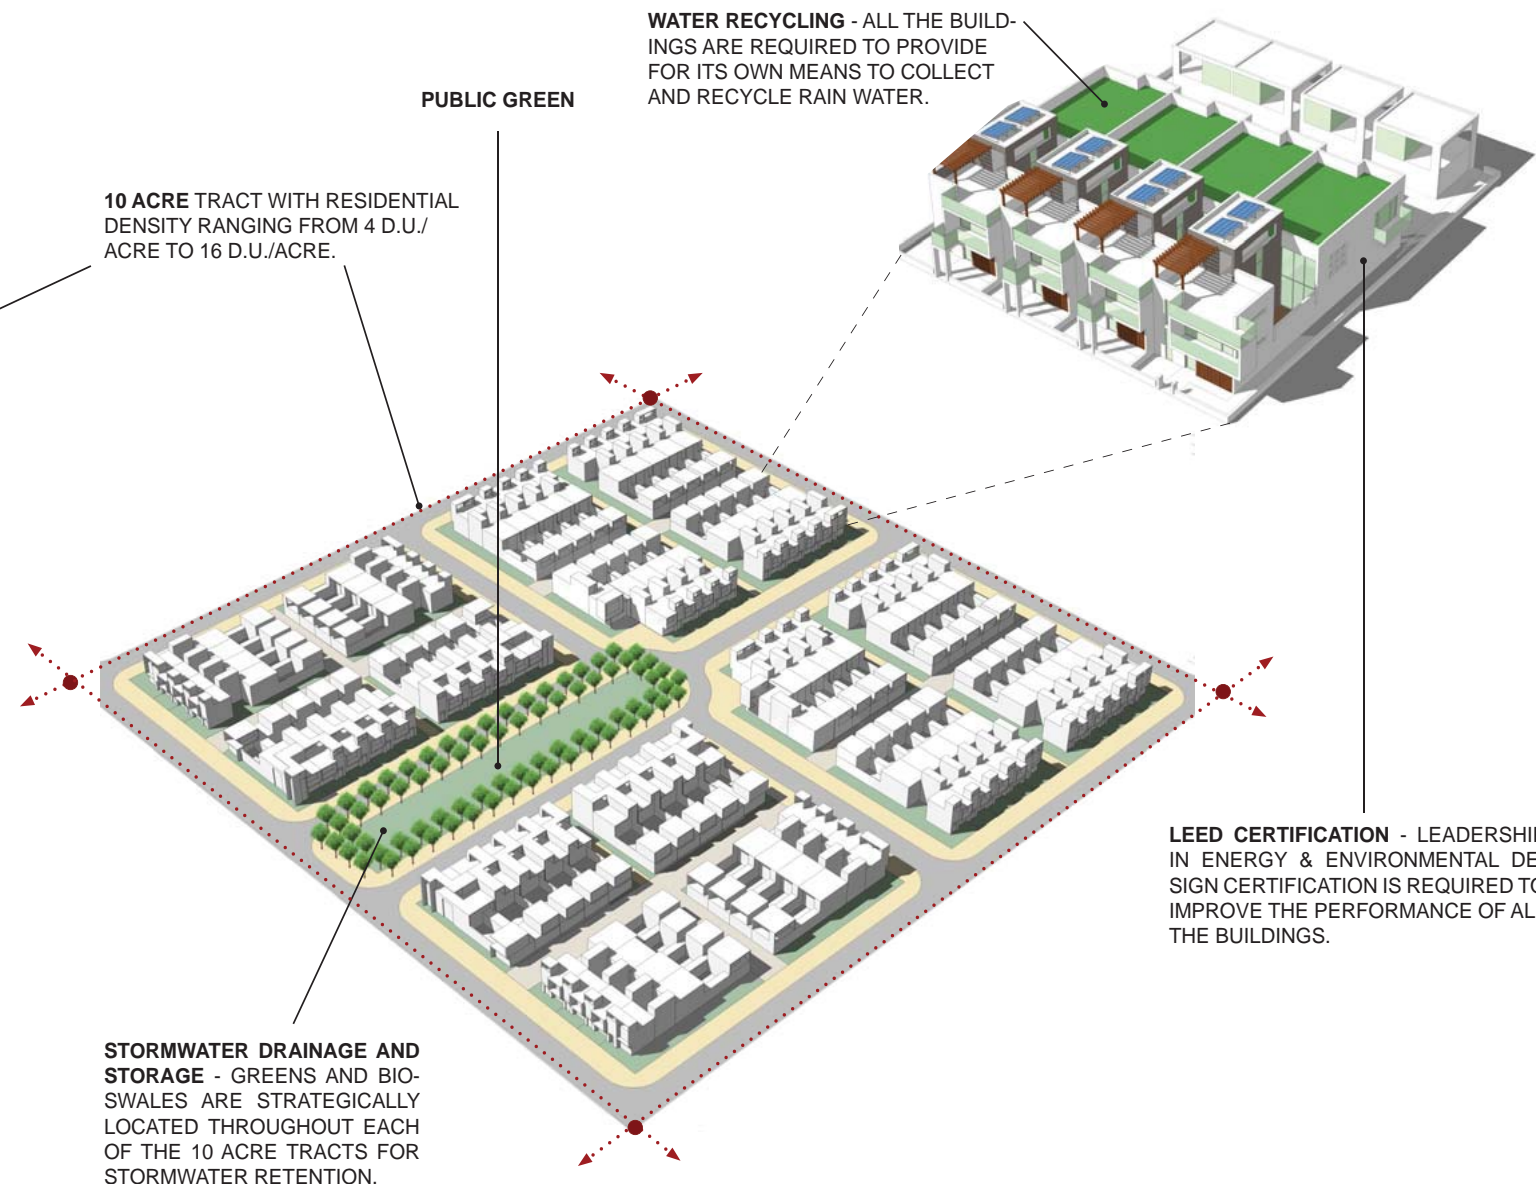 WATER RECYCLING - ALL THE BUILD-
INGS ARE REQUIRED TO PROVIDE
FOR ITS OWN MEANS TO COLLECT
AND RECYCLE RAIN WATER.
PUBLIC GREEN
10 ACRE TRACT WITH RESIDENTIAL
DENSITY RANGING FROM 4 D.U./
ACRE TO 16 D.U./ACRE.
LEED CERTIFICATION - LEADERSHI
IN ENERGY & ENVIRONMENTAL DE
SIGN CERTIFICATION IS REQUIRED TO
IMPROVE THE PERFORMANCE OF AL
THE BUILDINGS.
STORMWATER DRAINAGE AND
STORAGE - GREENS AND BIO-
SWALES ARE STRATEGICALLY
LOCATED THROUGHOUT EACH
OF THE 10 ACRE TRACTS FOR
STORMWATER RETENTION.